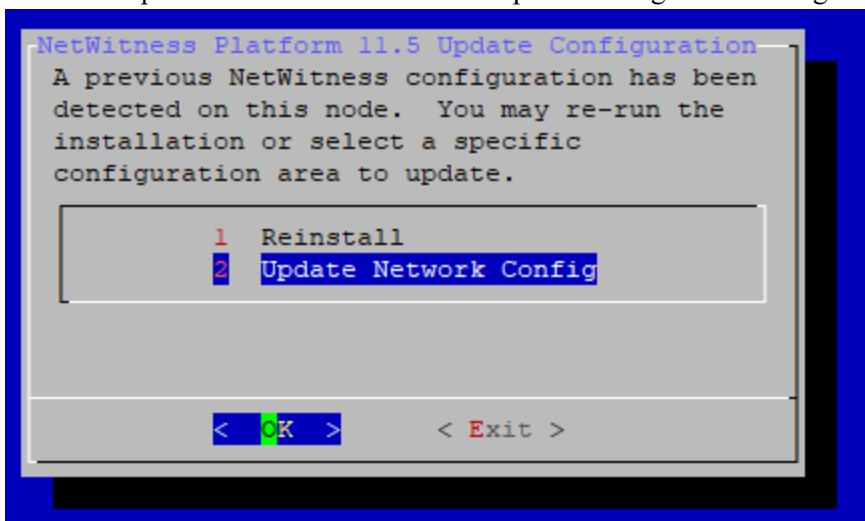 NetWitness Platform 11.5 Update Configuration
A previous NetWitness configuration has been
detected on this node.  You may re-run the
installation or select a specific
configuration area to update.
1  Reinstall
2  Update Network Config
<  OK  >        < Exit >